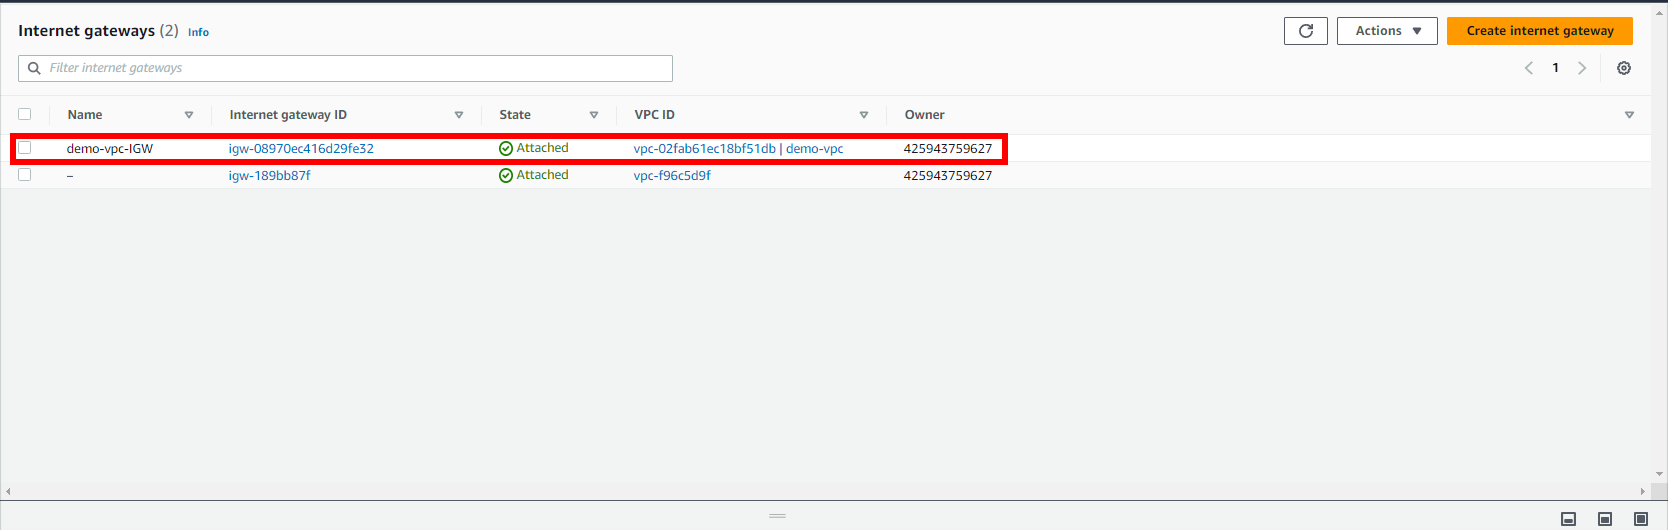 Internet gateways (2) Info
Actions
Create internet gateway
Filter internet gateways
1
Name Internet gateway ID State VPC ID Owner
demo-vpc-IGW igw-08970ec416d29fe32 Attached vpc-02fab61ec18bf51db | demo-vpc 425943759627
– igw-189bb87f Attached vpc-f96c5d9f 425943759627